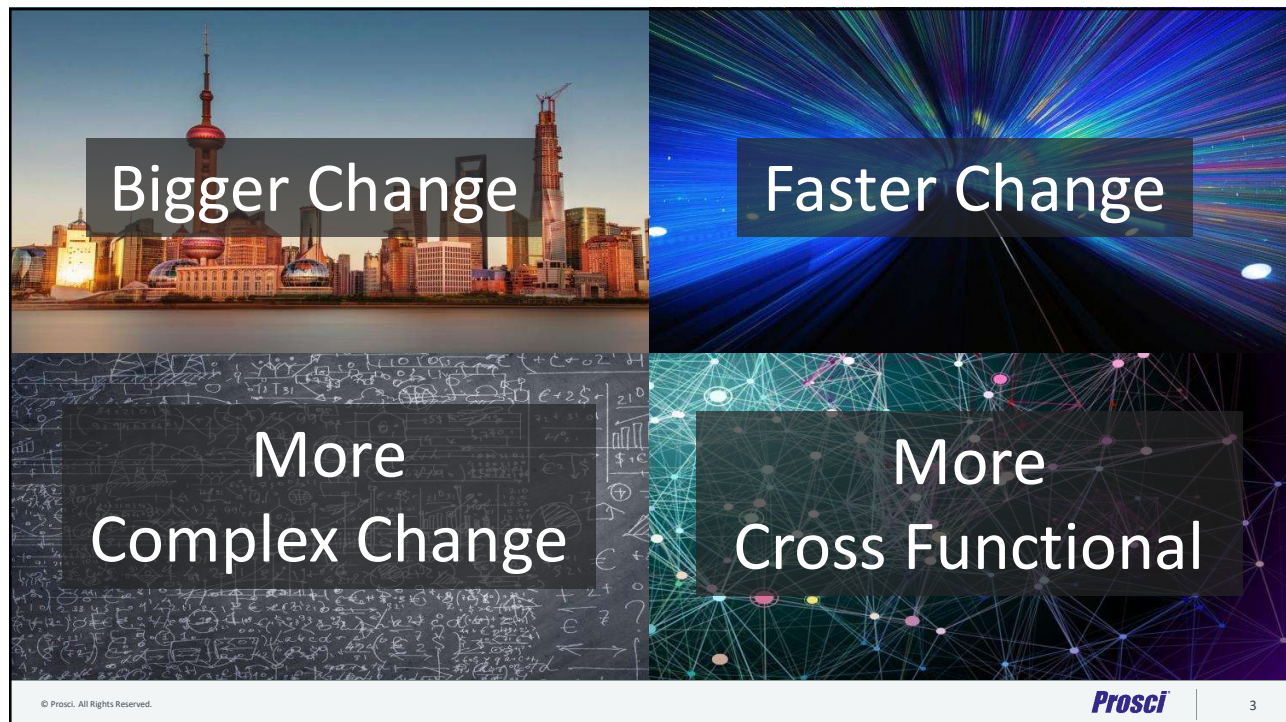 Bigger Change
Faster Change
More
Complex Change
More
Cross Functional
© Prosci. All Rights Reserved.
Prosci
3